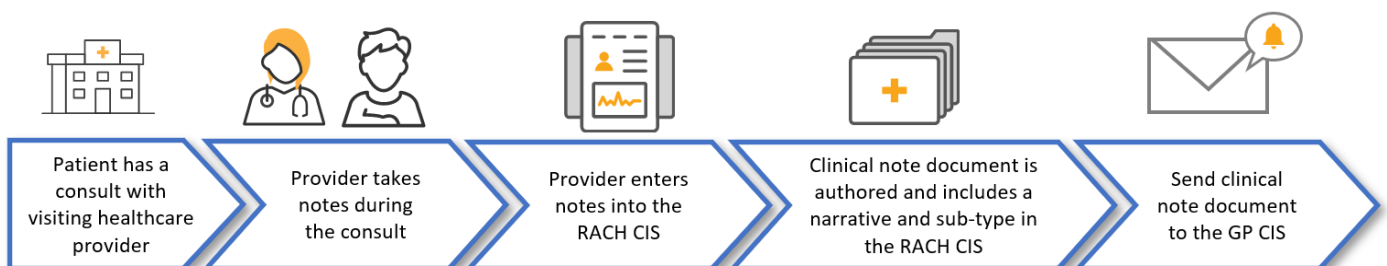 Patient has a
consult with
visiting healthcare
provider
Provider takes
notes during
the consult
Provider enters
notes into the
RACH CIS
Clinical note document is
authored and includes a
narrative and sub-type in
the RACH CIS
Send clinical
note document
to the GP CIS